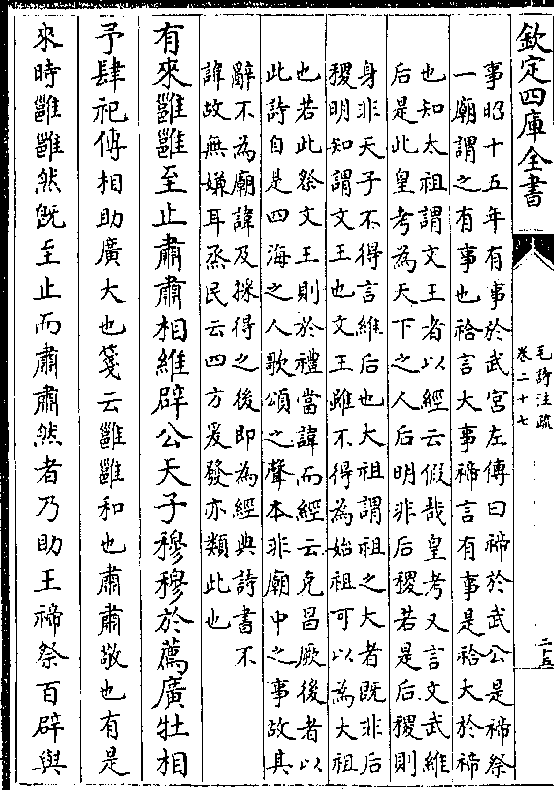 欽定四庫全書
毛詩注疏
卷二十七
二十五
事昭十五年有事於武宮左傳曰禘於武公是禘祭
一廟謂之有事也祫言大事禘言有事是祫大於禘
也知太祖謂文王者以經云假哉皇考又言文武維
后是此皇考為天下之人后明非后稷若是后稷則
身非天子不得言維后也大祖謂祖之大者既非后
稷明知謂文王也文王雖不得為始祖可以為大祖
也若此祭文王則於禮當諱而經云克昌厥後者以
此詩自是四海之人歌頌之聲本非廟中之事故其
辭不為廟諱及採得之後即為經典詩書不
諱故無嫌耳烝民云四方爰發亦類此也
有來雝雝至止肅肅相維辟公天子穆穆於薦廣牡相
予肆祀傳相助廣大也箋云雝雝和也肅肅敬也有是
來時雝雝然旣至止而肅肅然者乃助王禘祭百辟與